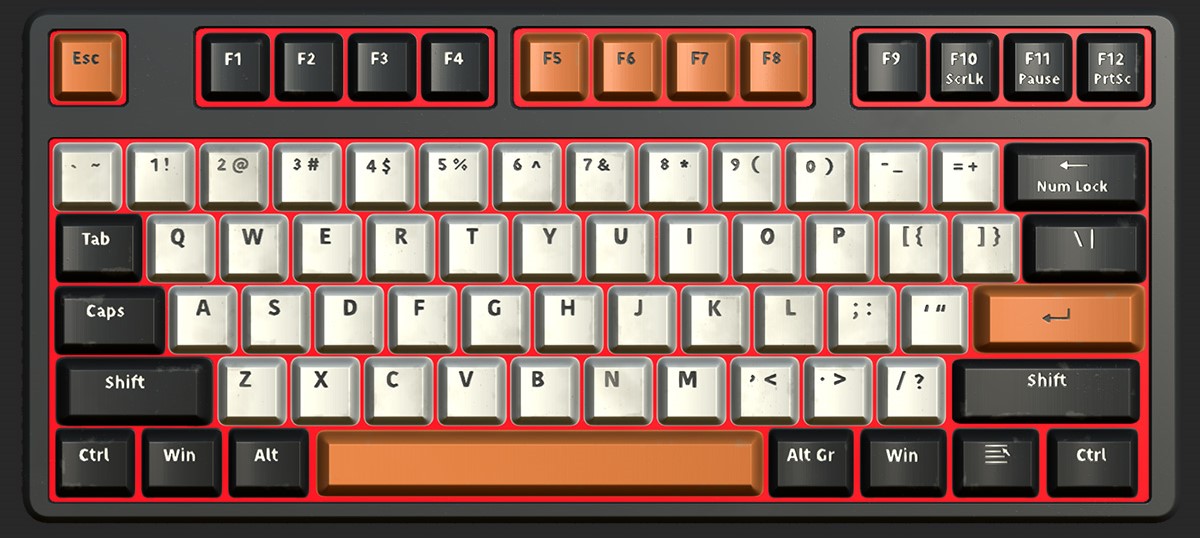 Esc F1 F2 F3 F4 F5 F6 F7 F8 F9 F10 F11 F12
ScrLk Pause PrtSc
` ~ 1! 2@ 3# 4$ 5% 6^ 7& 8* 9( 0) -_ =+ ←
Num Lock
Tab Q W E R T Y U I O P [{ ]} \|
Caps A S D F G H J K L ;: '"
Shift Z X C V B N M ,< .> /? Shift
Ctrl Win Alt Alt Gr Win Ctrl